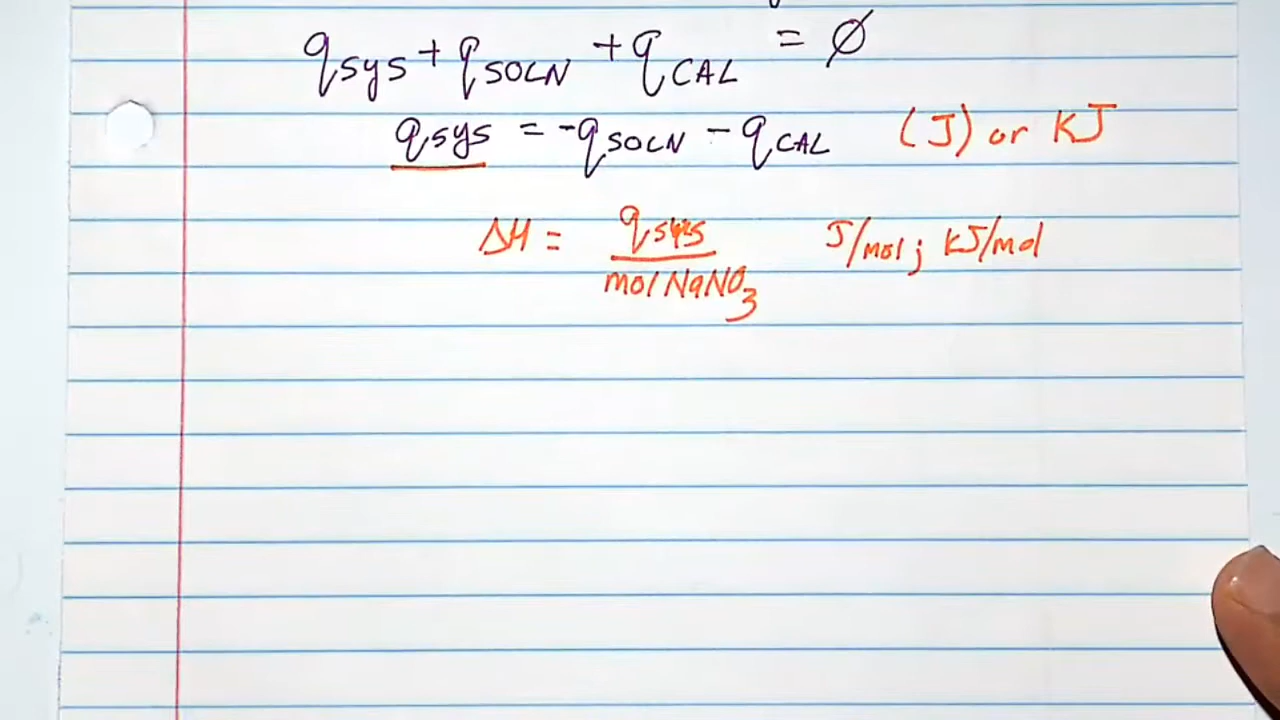 qsys + qSOLN + qCAL = ∅
qsys = -qSOLN - qCAL (J) or KJ
ΔH = qsys / mol NaNO3 J/mol; KJ/mol